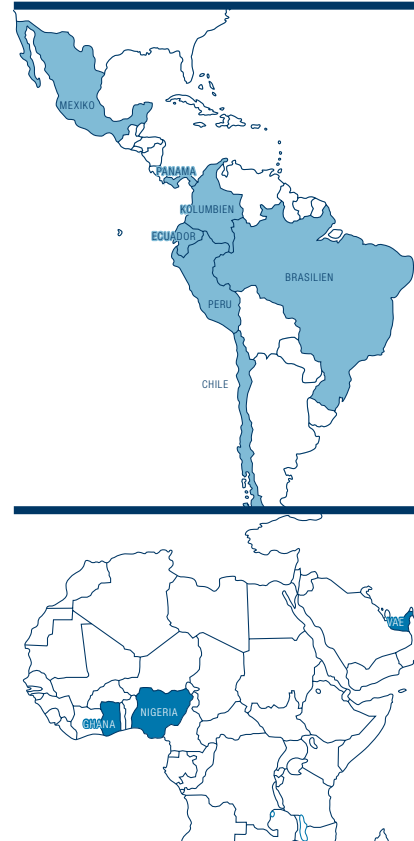 MEXIKO
PANAMA
KOLUMBIEN
ECUADOR
BRASILIEN
PERU
CHILE
VAE
NIGERIA
GHANA